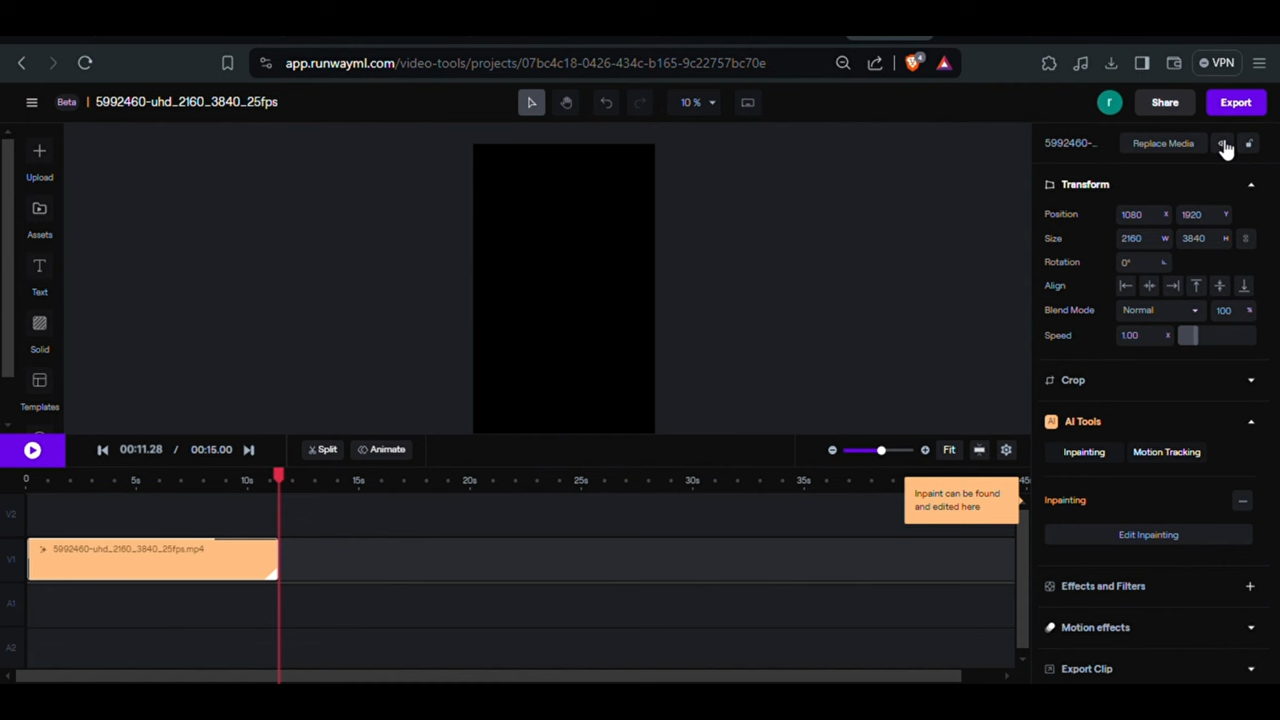 app.runwayml.com/video-tools/projects/07bc4c18-0426-434c-b165-9c22757bc70e
4
VPN
Beta
5992460-uhd_2160_3840_25fps
10 %
r
Share
Export
Upload
Assets
Text
Solid
Templates
5992460-...
Replace Media
Transform
Position 1080 X 1920 Y
Size 2160 W 3840 H
Rotation 0°
Align
Blend Mode Normal 100 %
Speed 1.00 x
Crop
AI AI Tools
Inpainting Motion Tracking
Inpainting
Edit Inpainting
Effects and Filters
Motion effects
Export Clip
00:11.28 / 00:15.00
Split
Animate
Fit
0 5s 10s 15s 20s 25s 30s 35s 45s
Inpaint can be found
and edited here
V2
V1
5992460-uhd_2160_3840_25fps.mp4
A1
A2